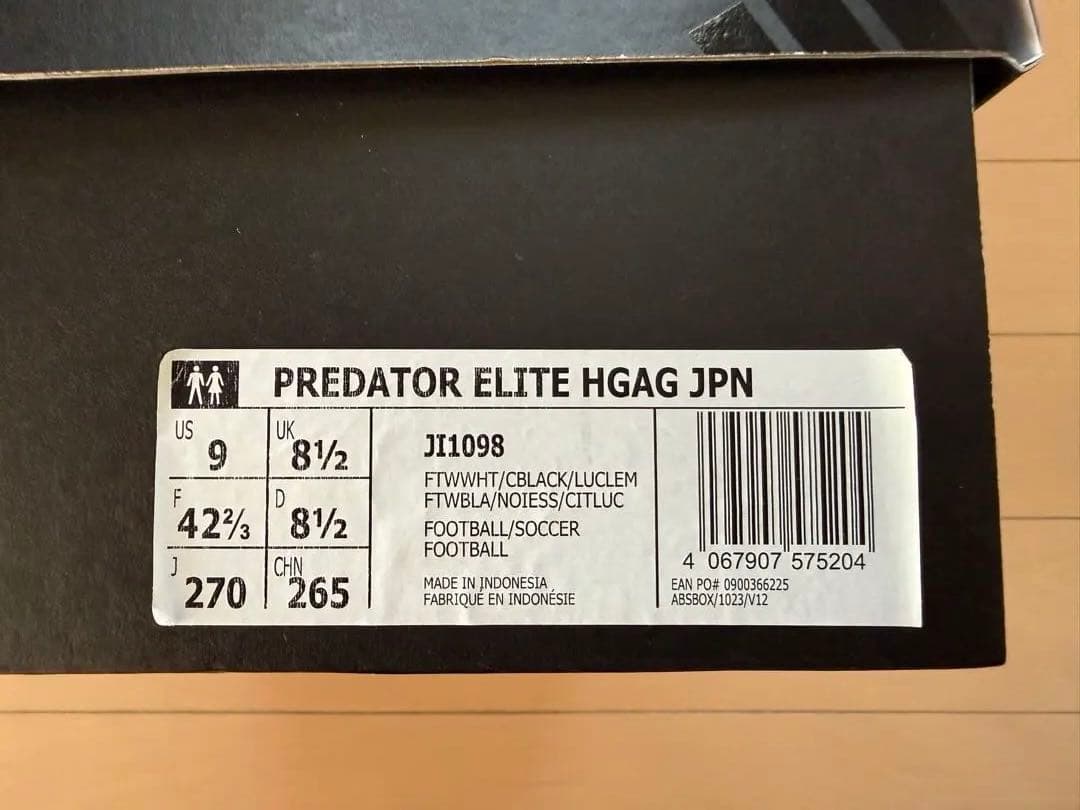 PREDATOR ELITE HGAG JPN
US 9
UK 8½
F 42⅔
D 8½
J 270
CHN 265
JI1098
FTWWHT/CBLACK/LUCLEM
FTWBLA/NOIESS/CITLUC
FOOTBALL/SOCCER
FOOTBALL
MADE IN INDONESIA
FABRIQUÉ EN INDONÉSIE
4 067907 575204
EAN PO# 0900366225
ABSBOX/1023/V12